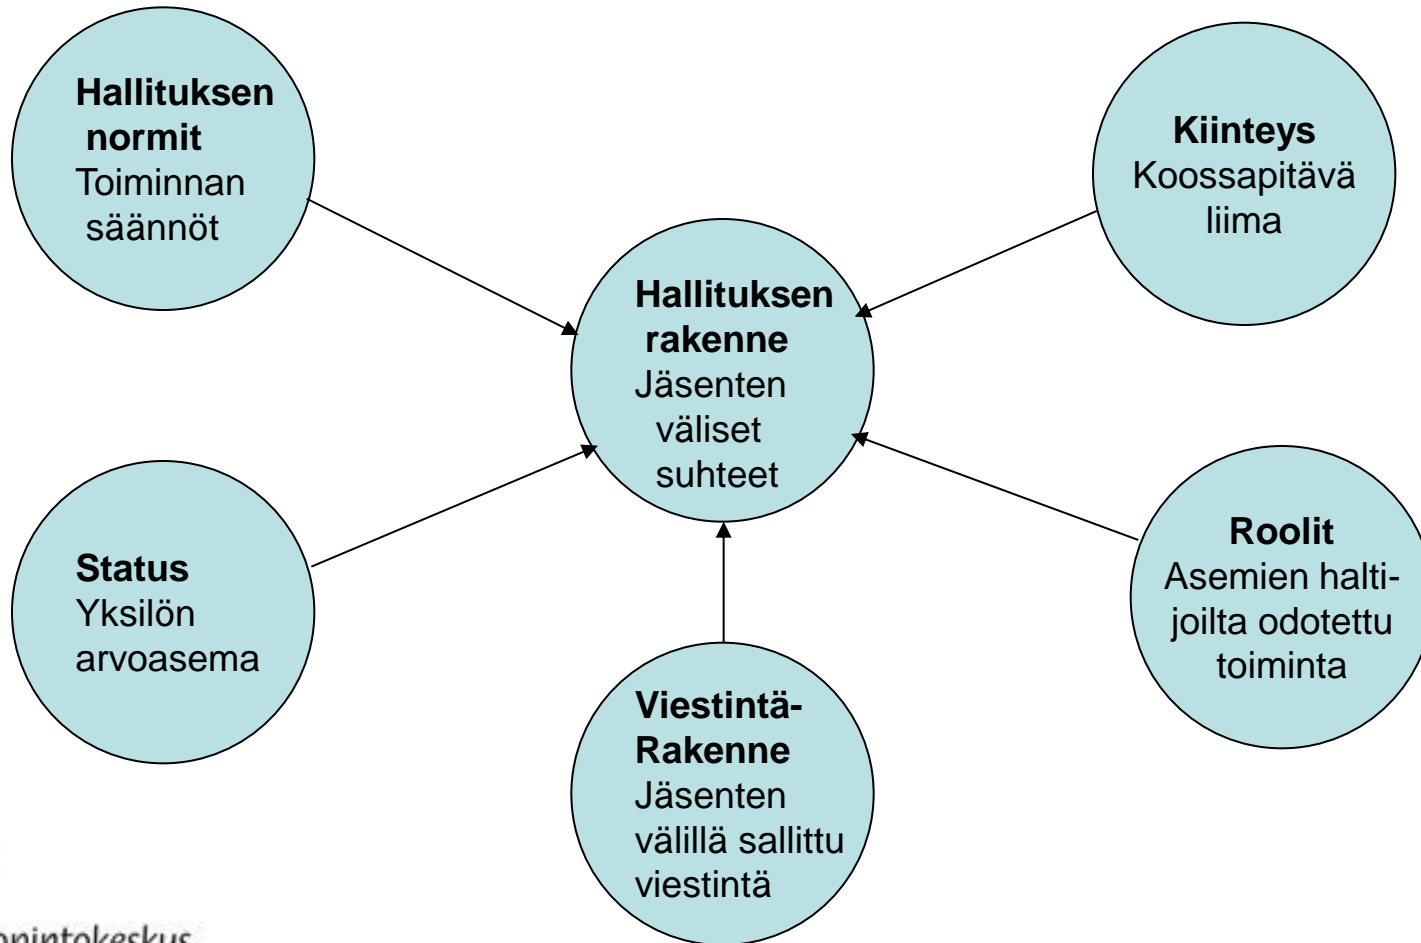 Hallituksen
normit
Toiminnan
säännöt
Kiinteys
Koossapitävä
liima
Hallituksen
rakenne
Jäsenten
väliset
suhteet
Status
Yksilön
arvoasema
Roolit
Asemien halti-
joilta odotettu
toiminta
Viestintä-
Rakenne
Jäsenten
välillä sallittu
viestintä